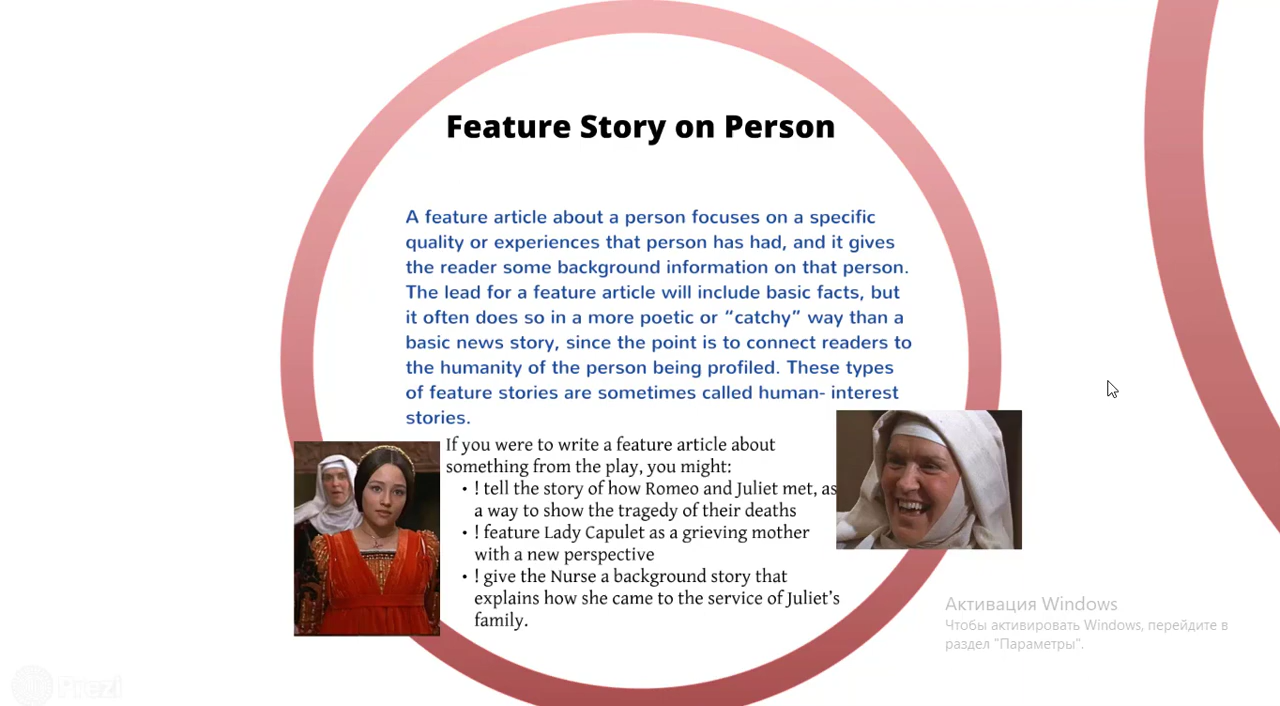 Feature Story on Person
A feature article about a person focuses on a specific
quality or experiences that person has had, and it gives
the reader some background information on that person.
The lead for a feature article will include basic facts, but
it often does so in a more poetic or “catchy” way than a
basic news story, since the point is to connect readers to
the humanity of the person being profiled. These types
of feature stories are sometimes called human- interest
stories.
If you were to write a feature article about
something from the play, you might:
• ! tell the story of how Romeo and Juliet met, as
a way to show the tragedy of their deaths
• ! feature Lady Capulet as a grieving mother
with a new perspective
• ! give the Nurse a background story that
explains how she came to the service of Juliet’s
family.
Активация Windows
Чтобы активировать Windows, перейдите в
раздел "Параметры".
Prezi